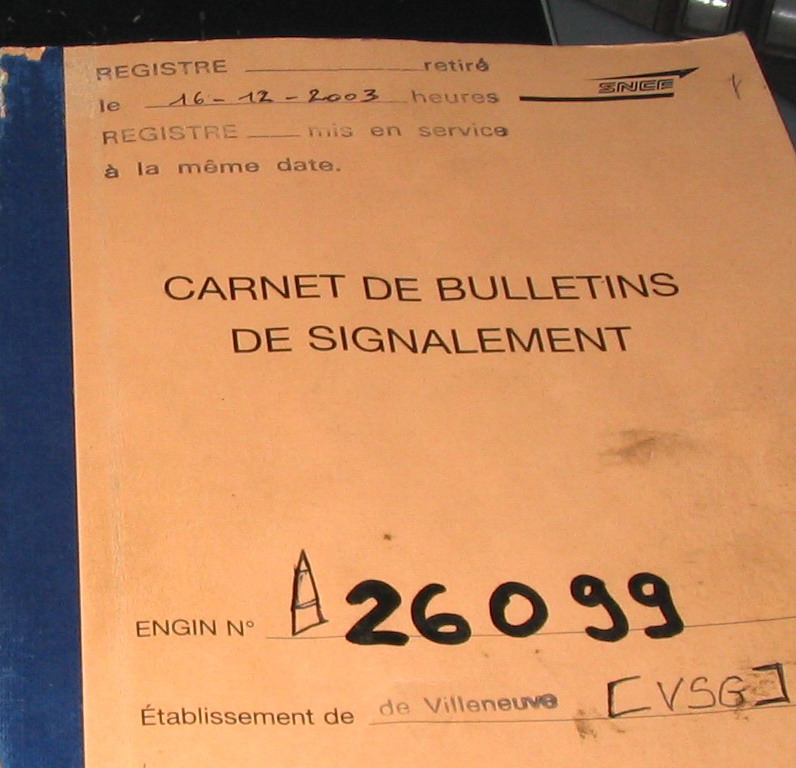 REGISTRE retiré
le 16-12-2003 heures
SNCF
REGISTRE mis en service
à la même date.
CARNET DE BULLETINS
DE SIGNALEMENT
ENGIN N° 26099
Établissement de de Villeneuve [VSG]